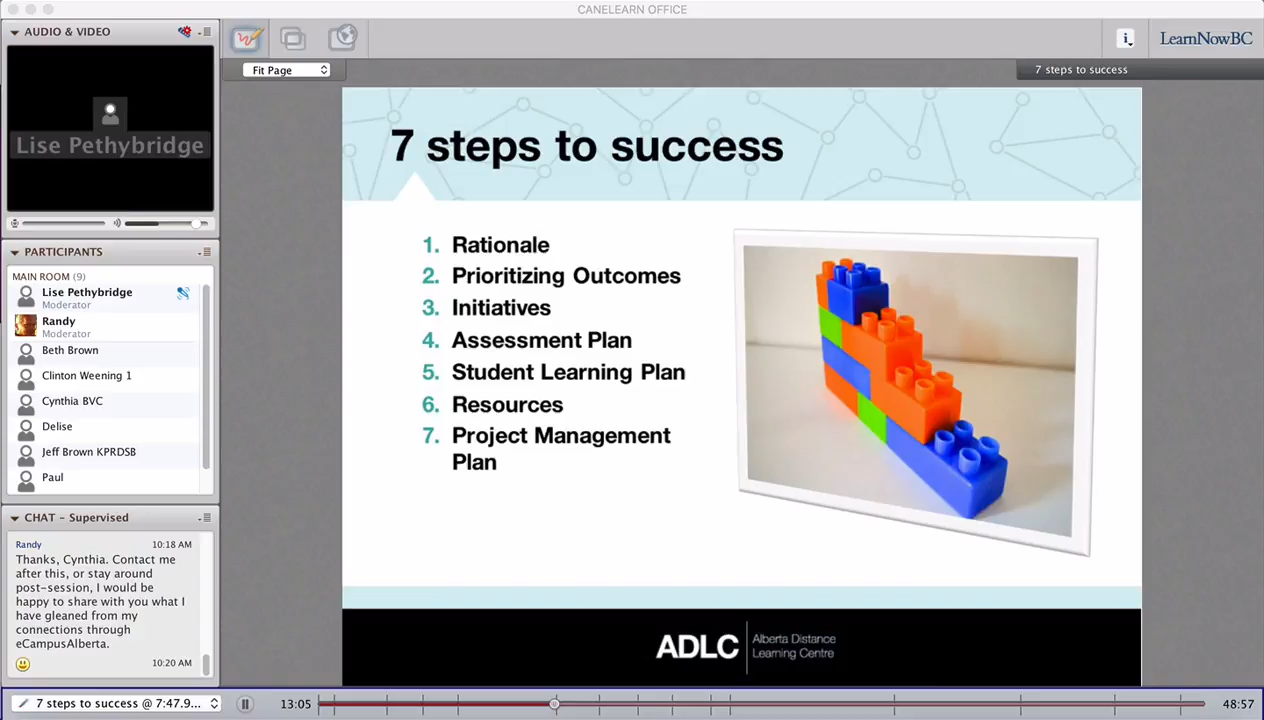 CANELEARN OFFICE
AUDIO & VIDEO
Lise Pethybridge
PARTICIPANTS
MAIN ROOM (9)
Lise Pethybridge
Moderator
Randy
Moderator
Beth Brown
Clinton Weening 1
Cynthia BVC
Delise
Jeff Brown KPRDSB
Paul
CHAT - Supervised
Randy 10:18 AM
Thanks, Cynthia. Contact me
after this, or stay around
post-session, I would be
happy to share with you what I
have gleaned from my
connections through
eCampusAlberta.
10:20 AM
Fit Page
i
LearnNowBC
7 steps to success
7 steps to success
1. Rationale
2. Prioritizing Outcomes
3. Initiatives
4. Assessment Plan
5. Student Learning Plan
6. Resources
7. Project Management
Plan
ADLC
Alberta Distance
Learning Centre
7 steps to success @ 7:47.9...
13:05
48:57